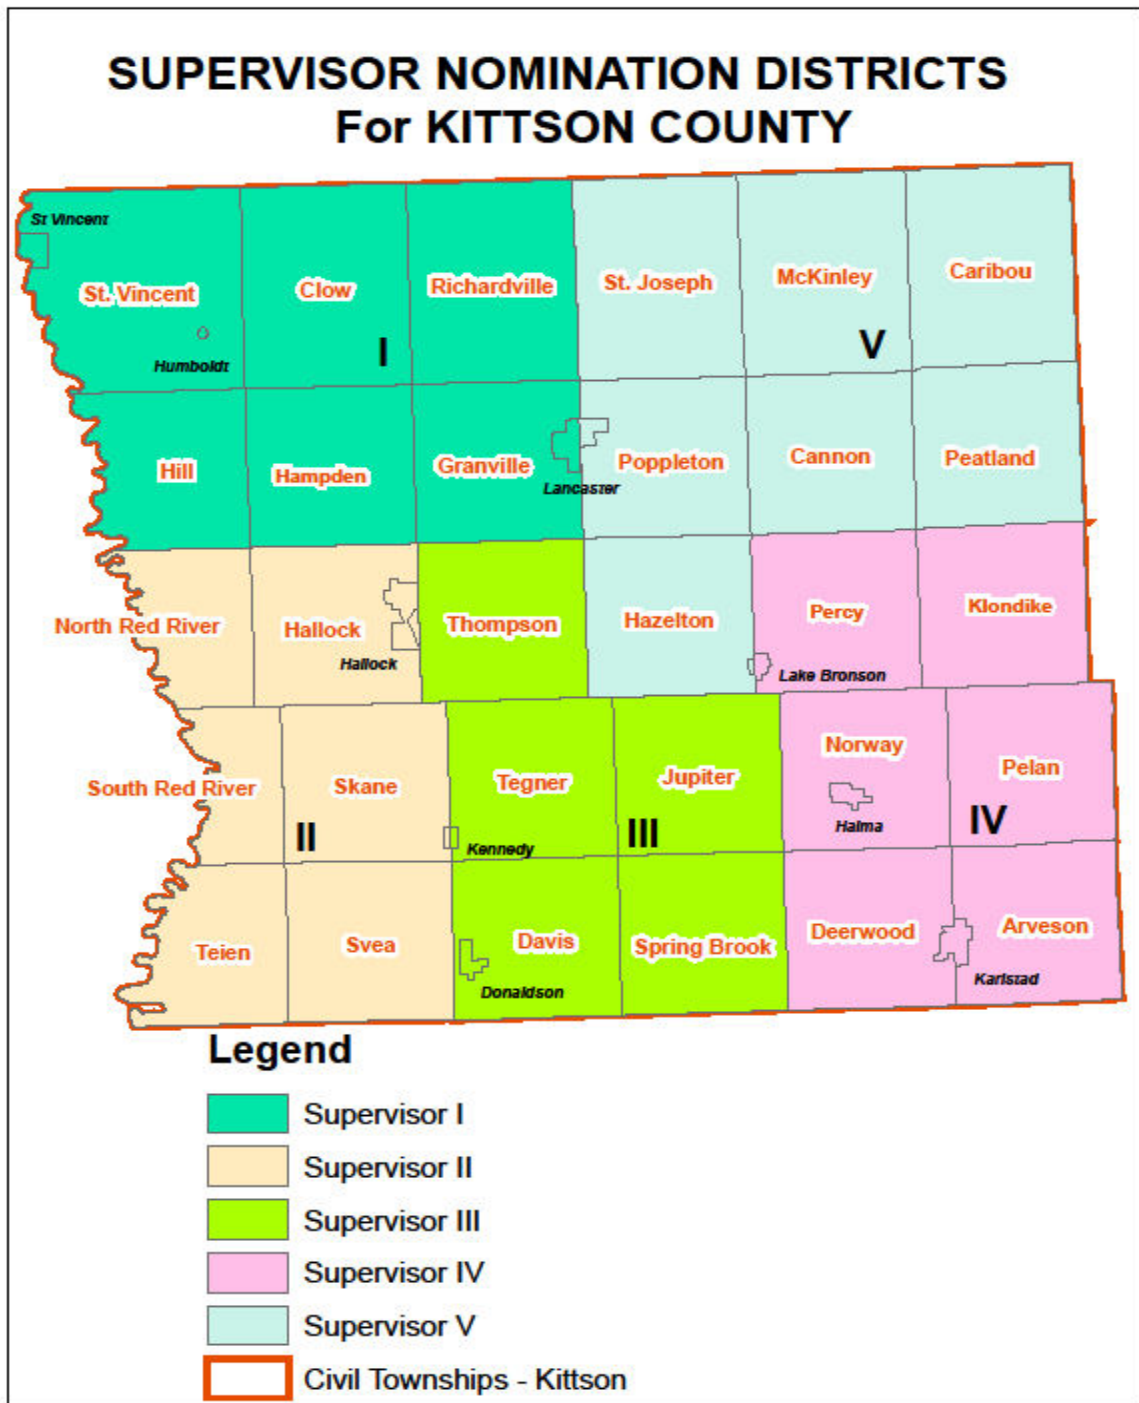 SUPERVISOR NOMINATION DISTRICTS
For KITTSON COUNTY
St Vincent
St. Vincent
Clow
Richardville
St. Joseph
McKinley
Caribou
Humboldt
I
V
Hill
Hampden
Granville
Lancaster
Poppleton
Cannon
Peatland
North Red River
Hallock
Hallock
Thompson
Hazelton
Percy
Klondike
Lake Bronson
South Red River
Skane
Tegner
Jupiter
Norway
Pelan
II
Kennedy
III
Halma
IV
Teien
Svea
Davis
Spring Brook
Deerwood
Arveson
Donaldson
Karlstad
Legend
Supervisor I
Supervisor II
Supervisor III
Supervisor IV
Supervisor V
Civil Townships - Kittson